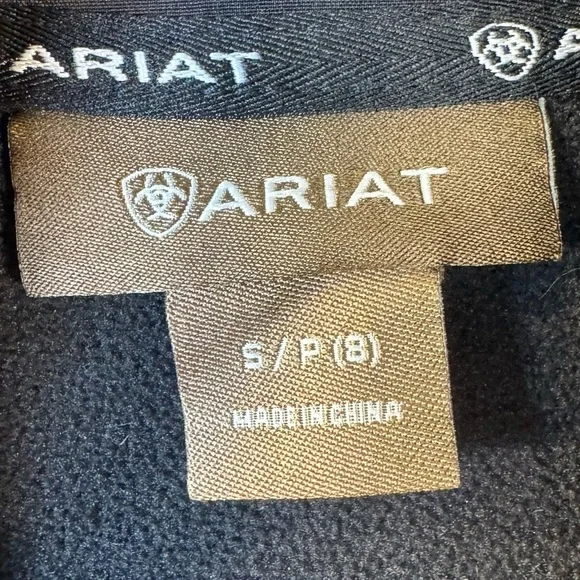 ARIAT
ARIAT
S/P (8)
MADE IN CHINA